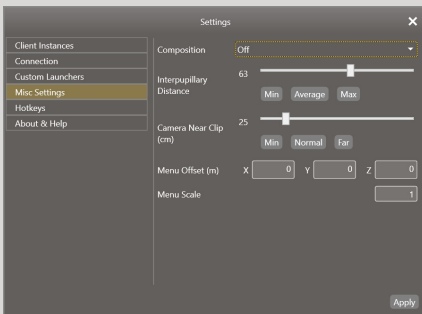 Settings
Client Instances
Connection
Custom Launchers
Misc Settings
Hotkeys
About & Help
Composition Off
Interpupillary Distance 63
Min Average Max
Camera Near Clip (cm) 25
Min Normal Far
Menu Offset (m) X 0 Y 0 Z 0
Menu Scale 1
Apply